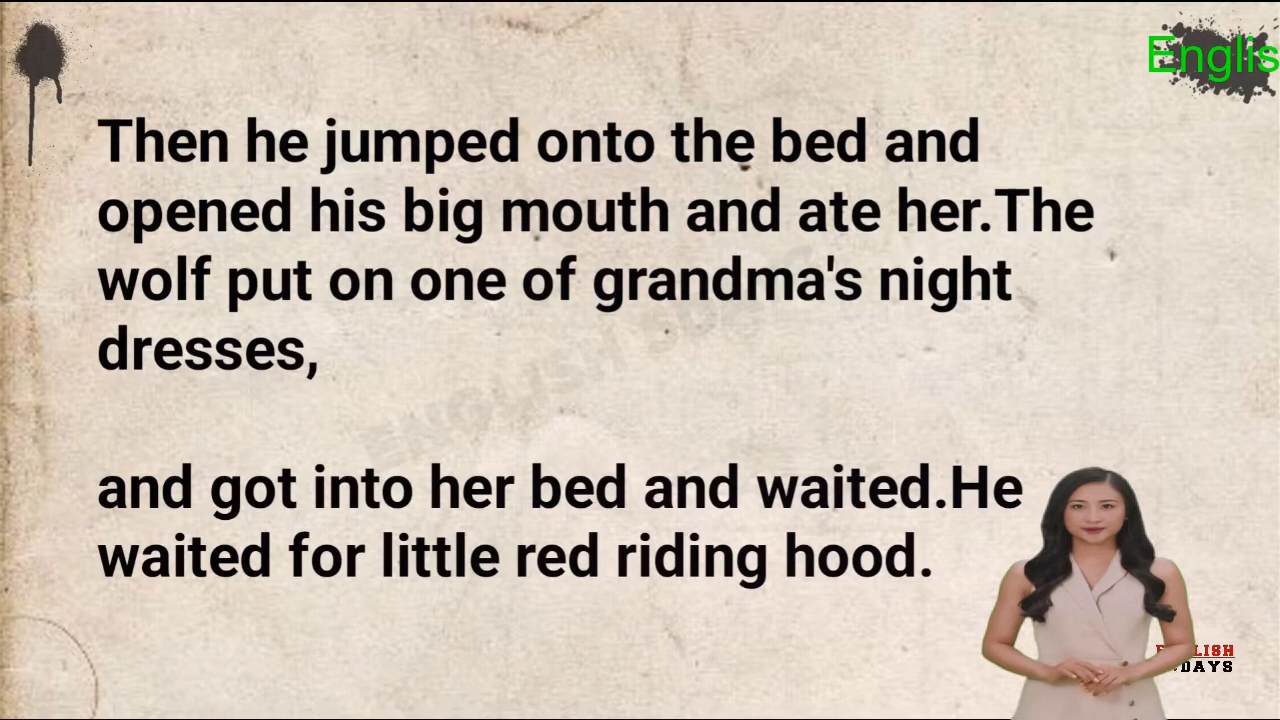 Englis
Then he jumped onto the bed and
opened his big mouth and ate her.The
wolf put on one of grandma's night
dresses,
and got into her bed and waited.He
waited for little red riding hood.